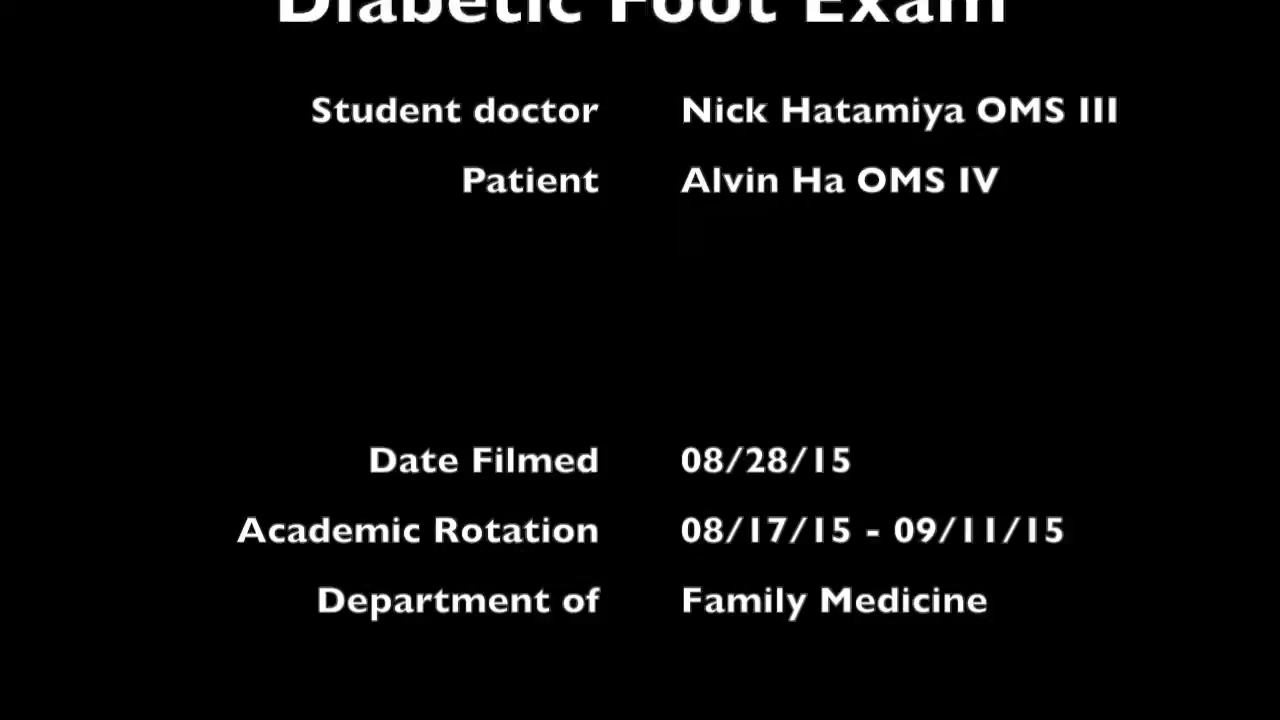 Diabetic Foot Exam
Student doctor Nick Hatamiya OMS III
Patient Alvin Ha OMS IV
Date Filmed 08/28/15
Academic Rotation 08/17/15 - 09/11/15
Department of Family Medicine